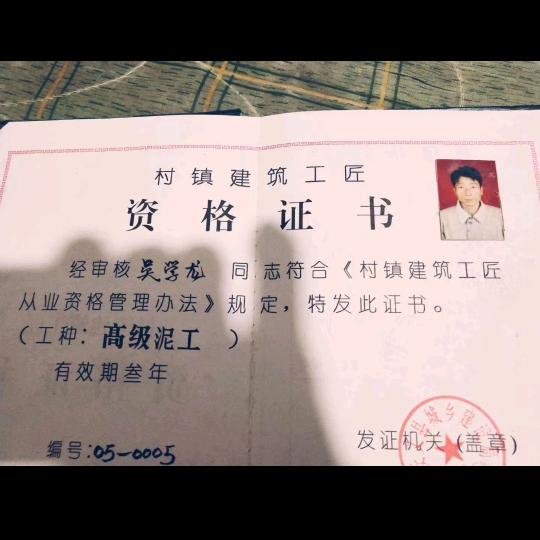 村镇建筑工匠
资格证书
经审核吴学龙 同志符合《村镇建筑工匠
从业资格管理办法》规定，特发此证书。
（工种：高级泥工 ）
有效期叁年
编号:05-0005
发证机关（盖章）